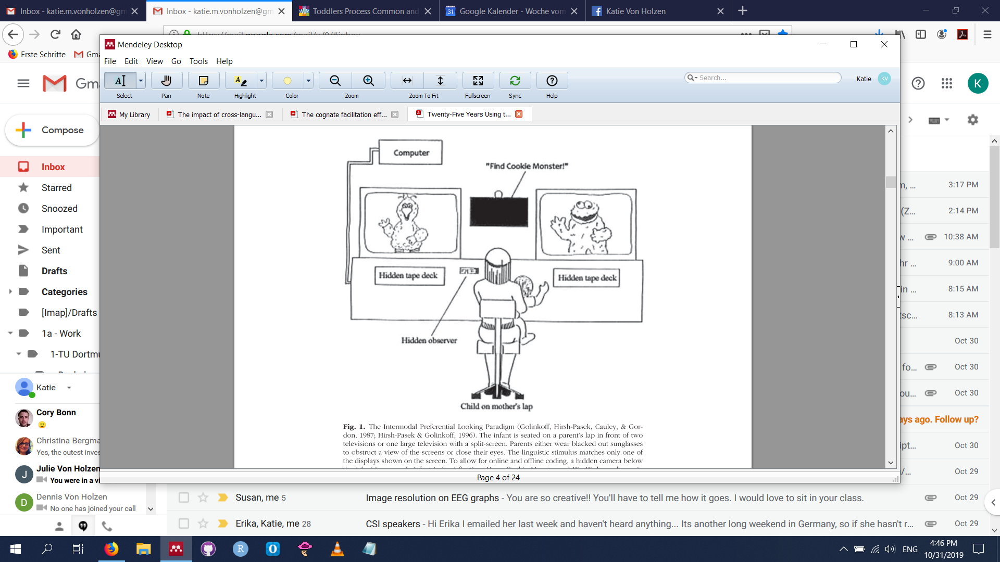 Inbox - katie.m.vonholzen@gm
Inbox - katie.m.vonholzen@gm
Toddlers Process Common and
Google Kalender - Woche vom
Katie Von Holzen
Erste Schritte
Gma
Mendeley Desktop
File Edit View Go Tools Help
Search...
Katie
KV
Select Pan Note Highlight Color Zoom Zoom To Fit Fullscreen Sync Help
My Library
The impact of cross-langu...
The cognate facilitation eff...
Twenty-Five Years Using t...
Computer
"Find Cookie Monster!"
Hidden tape deck
Hidden tape deck
Hidden observer
Child on mother's lap
Fig. 1. The Intermodal Preferential Looking Paradigm (Golinkoff, Hirsh-Pasek, Cauley, & Gor-
don, 1987; Hirsh-Pasek & Golinkoff, 1996). The infant is seated on a parent's lap in front of two
televisions or one large television with a split-screen. Parents either wear blacked out sunglasses
to obstruct a view of the screens or close their eyes. The linguistic stimulus matches only one of
the displays shown on the screen. To allow for online and offline coding, a hidden camera below
Page 4 of 24
Compose
Inbox
Starred
Snoozed
Important
Sent
Drafts
Categories
[Imap]/Drafts
1a - Work
1-TU Dortmu
Katie
Cory Bonn
Christina Bergma
Yes, the cutest inves
Julie Von Holzen
You were in a vi
Dennis Von Holzen
No one has joined your call
K
3:17 PM
(Z... 2:14 PM
10:38 AM
9:00 AM
8:15 AM
8:13 AM
Oct 30
fo... Oct 30
Oct 30
ays ago. Follow up?
ipt... Oct 30
Oct 29
Susan, me 5 Image resolution on EEG graphs - You are so creative!! You'll have to tell me how it goes. I would love to sit in your class. Oct 29
Erika, Katie, me 28 CSI speakers - Hi Erika I emailed her last week and haven't heard anything... Its another long weekend in Germany, so if she hasn't r... Oct 29
ENG
4:46 PM
10/31/2019